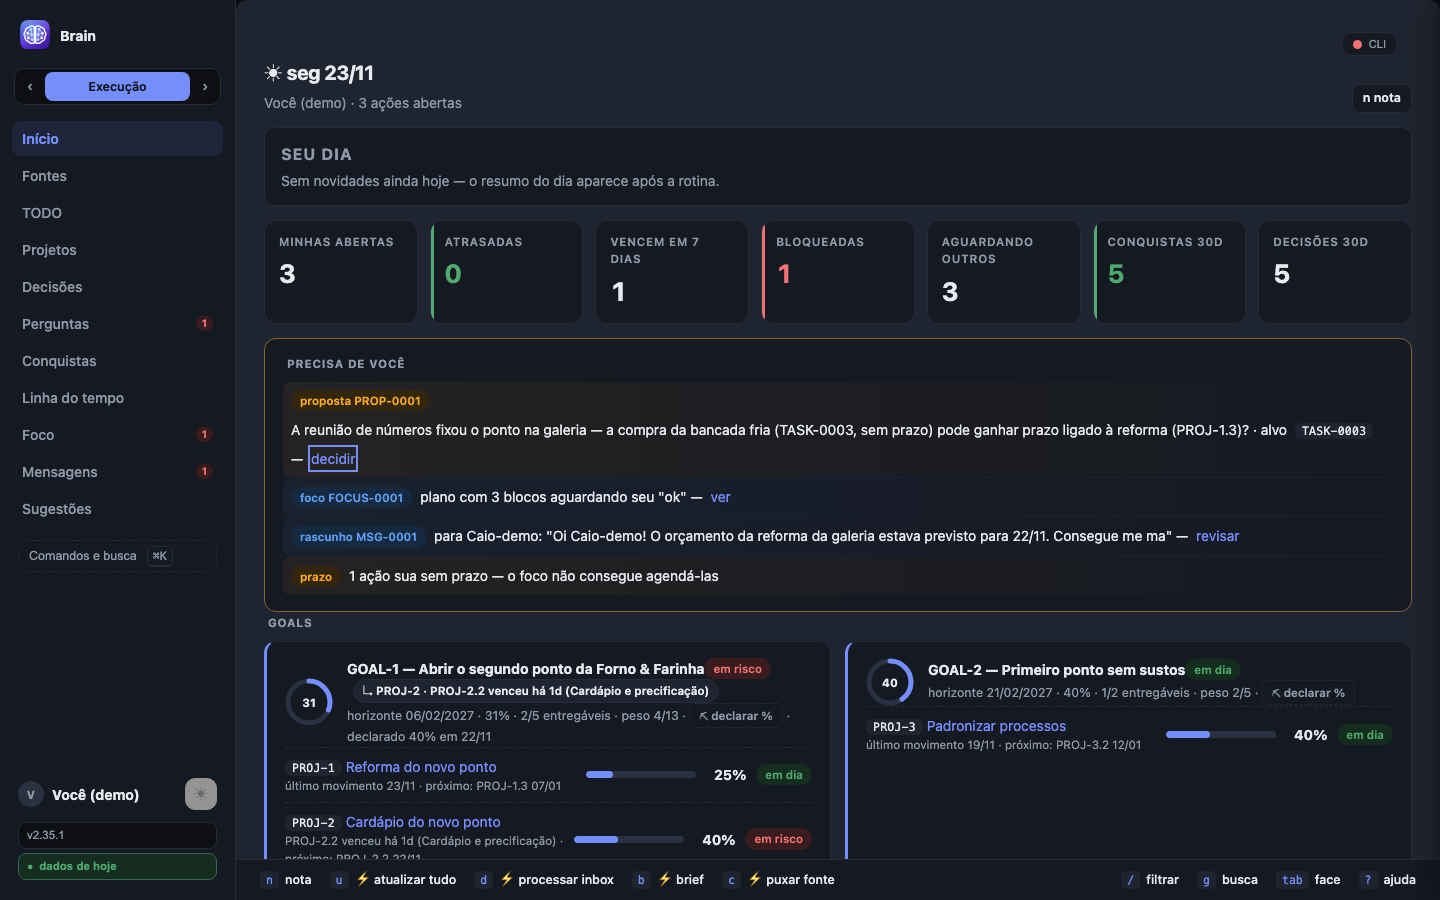 Brain
‹ Execução ›
Início
Fontes
TODO
Projetos
Decisões
Perguntas 1
Conquistas
Linha do tempo
Foco 1
Mensagens 1
Sugestões
Comandos e busca ⌘K
V Você (demo)
v2.35.1
• dados de hoje
CLI
☀ seg 23/11
Você (demo) · 3 ações abertas
n nota
SEU DIA
Sem novidades ainda hoje — o resumo do dia aparece após a rotina.
MINHAS ABERTAS
3
ATRASADAS
0
VENCEM EM 7
DIAS
1
BLOQUEADAS
1
AGUARDANDO
OUTROS
3
CONQUISTAS 30D
5
DECISÕES 30D
5
PRECISA DE VOCÊ
proposta PROP-0001
A reunião de números fixou o ponto na galeria — a compra da bancada fria (TASK-0003, sem prazo) pode ganhar prazo ligado à reforma (PROJ-1.3)? · alvo TASK-0003
— decidir
foco FOCUS-0001 plano com 3 blocos aguardando seu "ok" — ver
rascunho MSG-0001 para Caio-demo: "Oi Caio-demo! O orçamento da reforma da galeria estava previsto para 22/11. Consegue me ma" — revisar
prazo 1 ação sua sem prazo — o foco não consegue agendá-las
GOALS
31
GOAL-1 — Abrir o segundo ponto da Forno & Farinha em risco
↳ PROJ-2 · PROJ-2.2 venceu há 1d (Cardápio e precificação)
horizonte 06/02/2027 · 31% · 2/5 entregáveis · peso 4/13 · ↸ declarar % ·
declarado 40% em 22/11
PROJ-1 Reforma do novo ponto
último movimento 23/11 · próximo: PROJ-1.3 07/01
25% em dia
PROJ-2 Cardápio do novo ponto
PROJ-2.2 venceu há 1d (Cardápio e precificação) ·
próximo: PROJ-2.2 22/11
40% em risco
40
GOAL-2 — Primeiro ponto sem sustos em dia
horizonte 21/02/2027 · 40% · 1/2 entregáveis · peso 2/5 · ↸ declarar %
PROJ-3 Padronizar processos
último movimento 19/11 · próximo: PROJ-3.2 12/01
40% em dia
n nota u ⚡ atualizar tudo d ⚡ processar inbox b ⚡ brief c ⚡ puxar fonte / filtrar g busca tab face ? ajuda